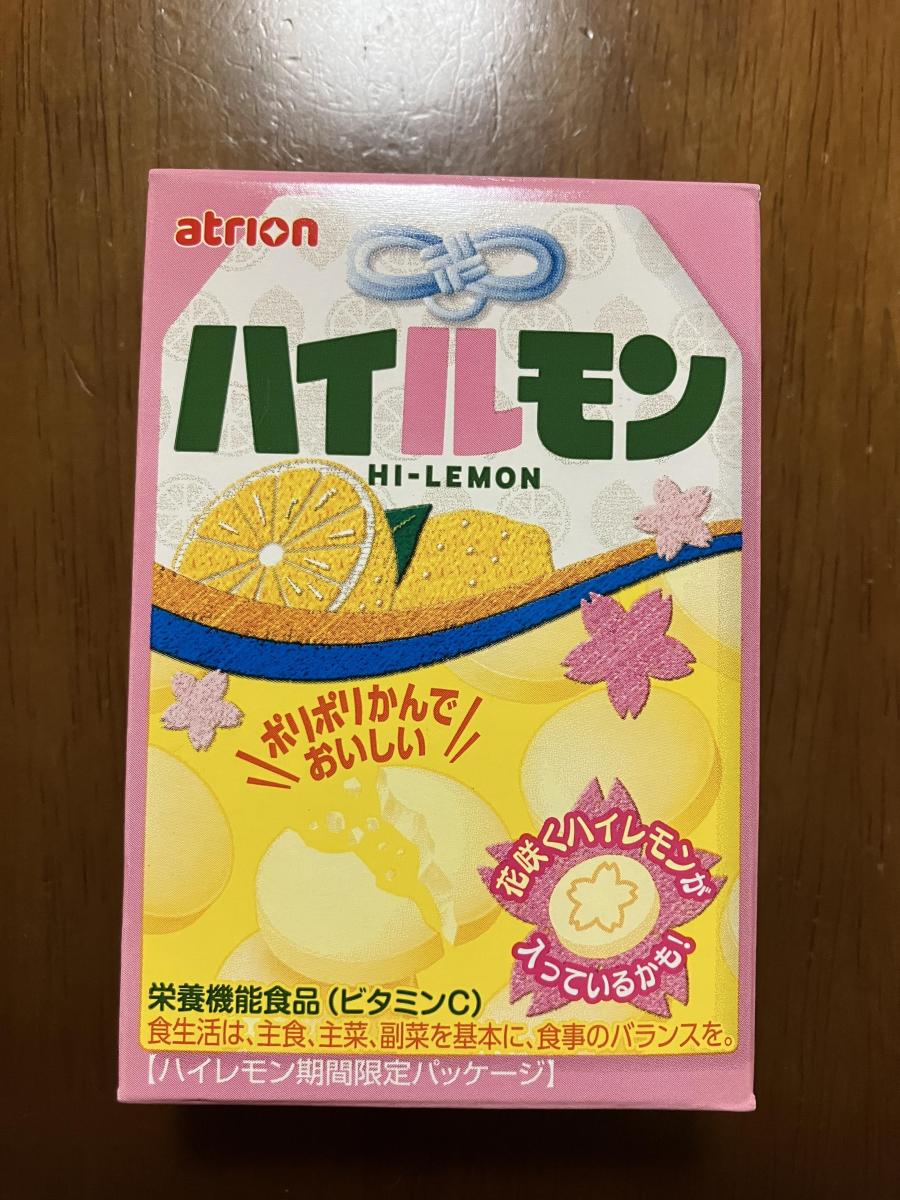 atrion
ハイルモン
HI-LEMON
ポリポリかんで
おいしい
花咲くハイレモンが
入っているかも!
栄養機能食品(ビタミンC)
食生活は、主食、主菜、副菜を基本に、食事のバランスを。
【ハイレモン期間限定パッケージ】